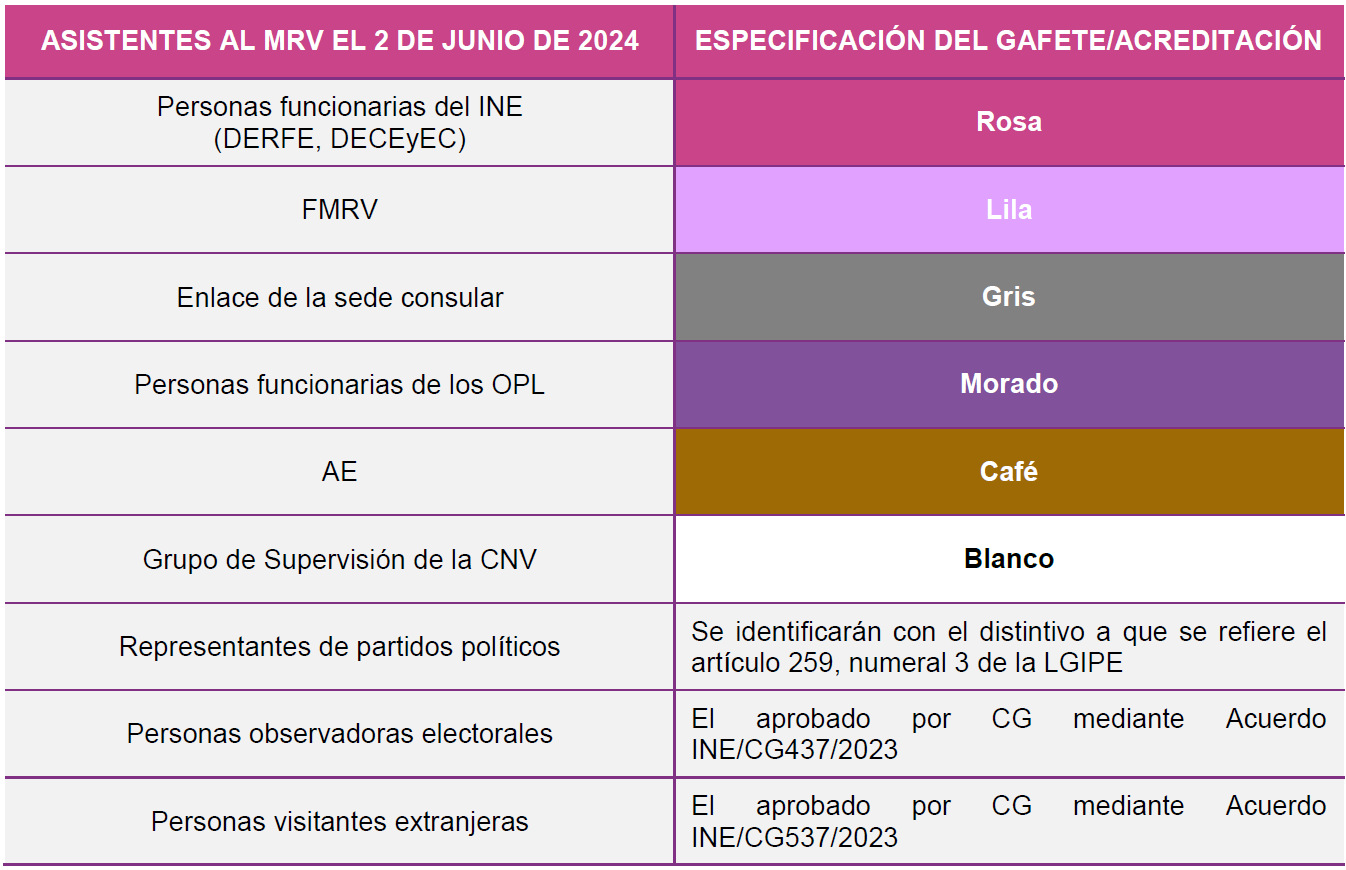 ASISTENTES AL MRV EL 2 DE JUNIO DE 2024
ESPECIFICACIÓN DEL GAFETE/ACREDITACIÓN
Personas funcionarias del INE
(DERFE, DECEyEC)
Rosa
FMRV
Lila
Enlace de la sede consular
Gris
Personas funcionarias de los OPL
Morado
AE
Café
Grupo de Supervisión de la CNV
Blanco
Representantes de partidos políticos
Se identificarán con el distintivo a que se refiere el
artículo 259, numeral 3 de la LGIPE
Personas observadoras electorales
El aprobado por CG mediante Acuerdo
INE/CG437/2023
Personas visitantes extranjeras
El aprobado por CG mediante Acuerdo
INE/CG537/2023